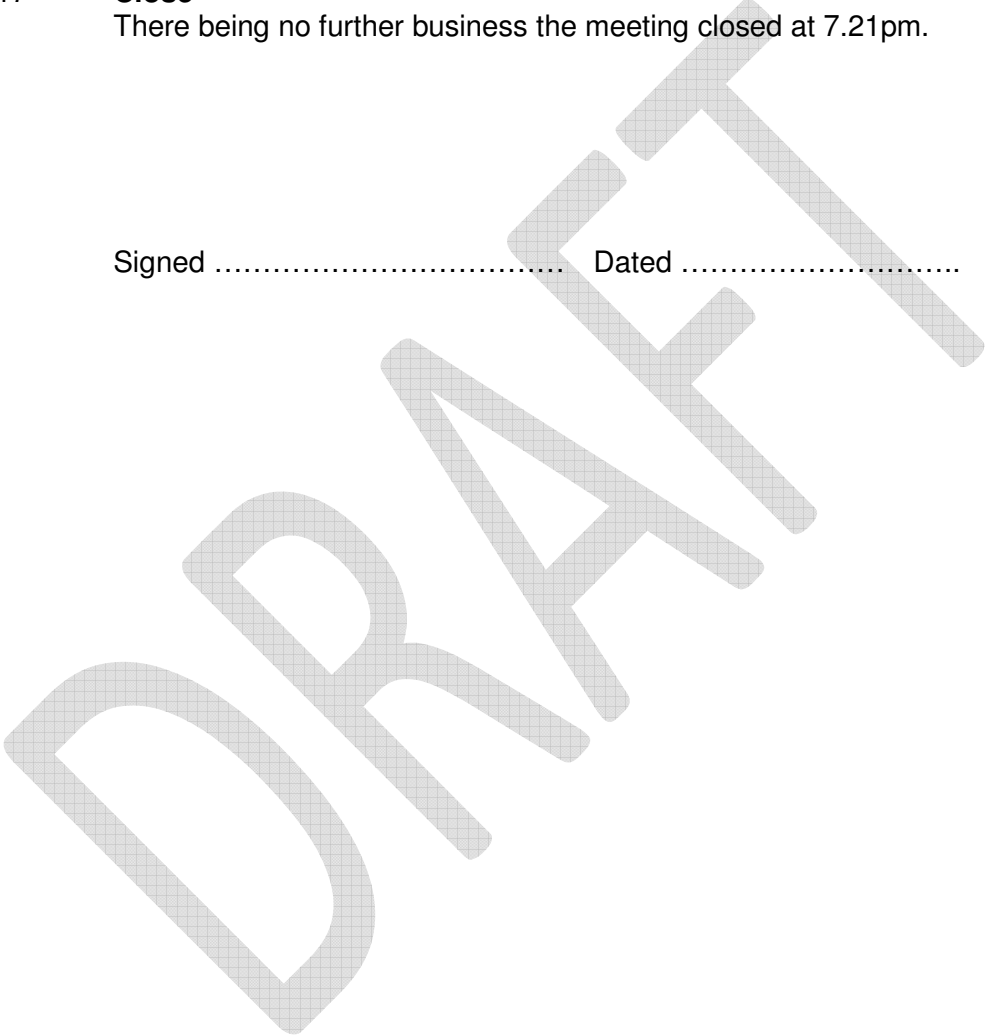 There being no further business the meeting closed at 7.21pm.
Signed ……………………………… Dated ………………………..
DRAFT